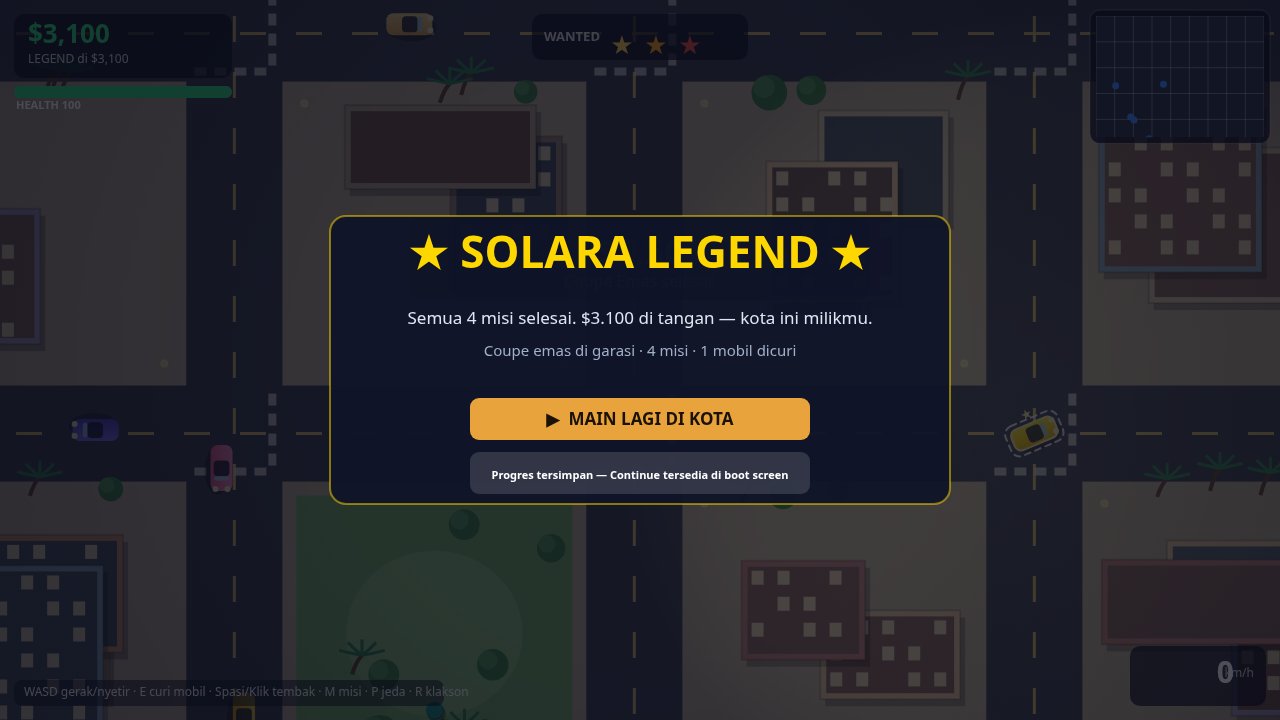 $3,100
LEGEND di $3,100
HEALTH 100
WANTED ★ ★ ★
★ SOLARA LEGEND ★
Semua 4 misi selesai. $3.100 di tangan — kota ini milikmu.
Coupe emas di garasi · 4 misi · 1 mobil dicuri
▶ MAIN LAGI DI KOTA
Progres tersimpan — Continue tersedia di boot screen
WASD gerak/nyetir · E curi mobil · Spasi/Klik tembak · M misi · P jeda · R klakson
0 km/h